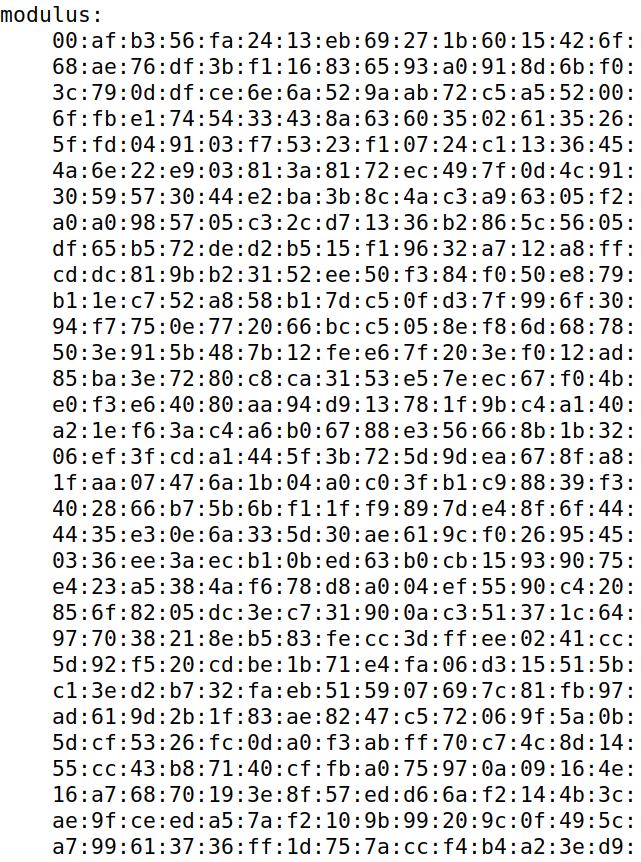 modulus:
00:af:b3:56:fa:24:13:eb:69:27:1b:60:15:42:6f:
68:ae:76:df:3b:f1:16:83:65:93:a0:91:8d:6b:f0:
3c:79:0d:df:ce:6e:6a:52:9a:ab:72:c5:a5:52:00:
6f:fb:e1:74:54:33:43:8a:63:60:35:02:61:35:26:
5f:fd:04:91:03:f7:53:23:f1:07:24:c1:13:36:45:
4a:6e:22:e9:03:81:3a:81:72:ec:49:7f:0d:4c:91:
30:59:57:30:44:e2:ba:3b:8c:4a:c3:a9:63:05:f2:
a0:a0:98:57:05:c3:2c:d7:13:36:b2:86:5c:56:05:
df:65:b5:72:de:d2:b5:15:f1:96:32:a7:12:a8:ff:
cd:dc:81:9b:b2:31:52:ee:50:f3:84:f0:50:e8:79:
b1:1e:c7:52:a8:58:b1:7d:c5:0f:d3:7f:99:6f:30:
94:f7:75:0e:77:20:66:bc:c5:05:8e:f8:6d:68:78:
50:3e:91:5b:48:7b:12:fe:e6:7f:20:3e:f0:12:ad:
85:ba:3e:72:80:c8:ca:31:53:e5:7e:ec:67:f0:4b:
e0:f3:e6:40:80:aa:94:d9:13:78:1f:9b:c4:a1:40:
a2:1e:f6:3a:c4:a6:b0:67:88:e3:56:66:8b:1b:32:
06:ef:3f:cd:a1:44:5f:3b:72:5d:9d:ea:67:8f:a8:
1f:aa:07:47:6a:1b:04:a0:c0:3f:b1:c9:88:39:f3:
40:28:66:b7:5b:6b:f1:1f:f9:89:7d:e4:8f:6f:44:
44:35:e3:0e:6a:33:5d:30:ae:61:9c:f0:26:95:45:
03:36:ee:3a:ec:b1:0b:ed:63:b0:cb:15:93:90:75:
e4:23:a5:38:4a:f6:78:d8:a0:04:ef:55:90:c4:20:
85:6f:82:05:dc:3e:c7:31:90:0a:c3:51:37:1c:64:
97:70:38:21:8e:b5:83:fe:cc:3d:ff:ee:02:41:cc:
5d:92:f5:20:cd:be:1b:71:e4:fa:06:d3:15:51:5b:
c1:3e:d2:b7:32:fa:eb:51:59:07:69:7c:81:fb:97:
ad:61:9d:2b:1f:83:ae:82:47:c5:72:06:9f:5a:0b:
5d:cf:53:26:fc:0d:a0:f3:ab:ff:70:c7:4c:8d:14:
55:cc:43:b8:71:40:cf:fb:a0:75:97:0a:09:16:4e:
16:a7:68:70:19:3e:8f:57:ed:d6:6a:f2:14:4b:3c:
ae:9f:ce:ed:a5:7a:f2:10:9b:99:20:9c:0f:49:5c:
a7:99:61:37:36:ff:1d:75:7a:cc:f4:b4:a2:3e:d9: